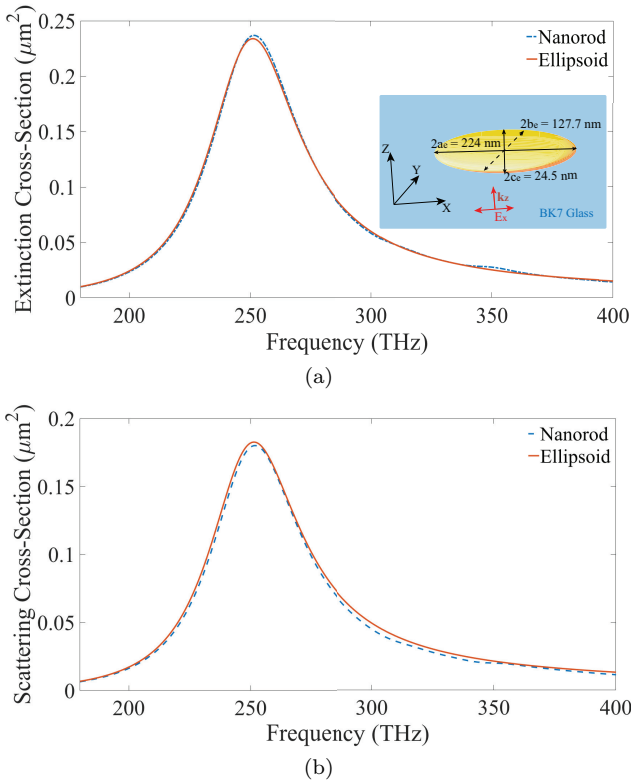 (a)
Extinction Cross-Section (μm²)
0.25
0.2
0.15
0.1
0.05
0
Nanorod
Ellipsoid
2bₑ = 127.7 nm
2aₑ = 224 nm
2cₑ = 24.5 nm
Z
Y
X
kz
Eₓ
BK7 Glass
200
250
300
350
400
Frequency (THz)
(a)
Scattering Cross-Section (μm²)
0.2
0.15
0.1
0.05
0
Nanorod
Ellipsoid
200
250
300
350
400
Frequency (THz)
(b)